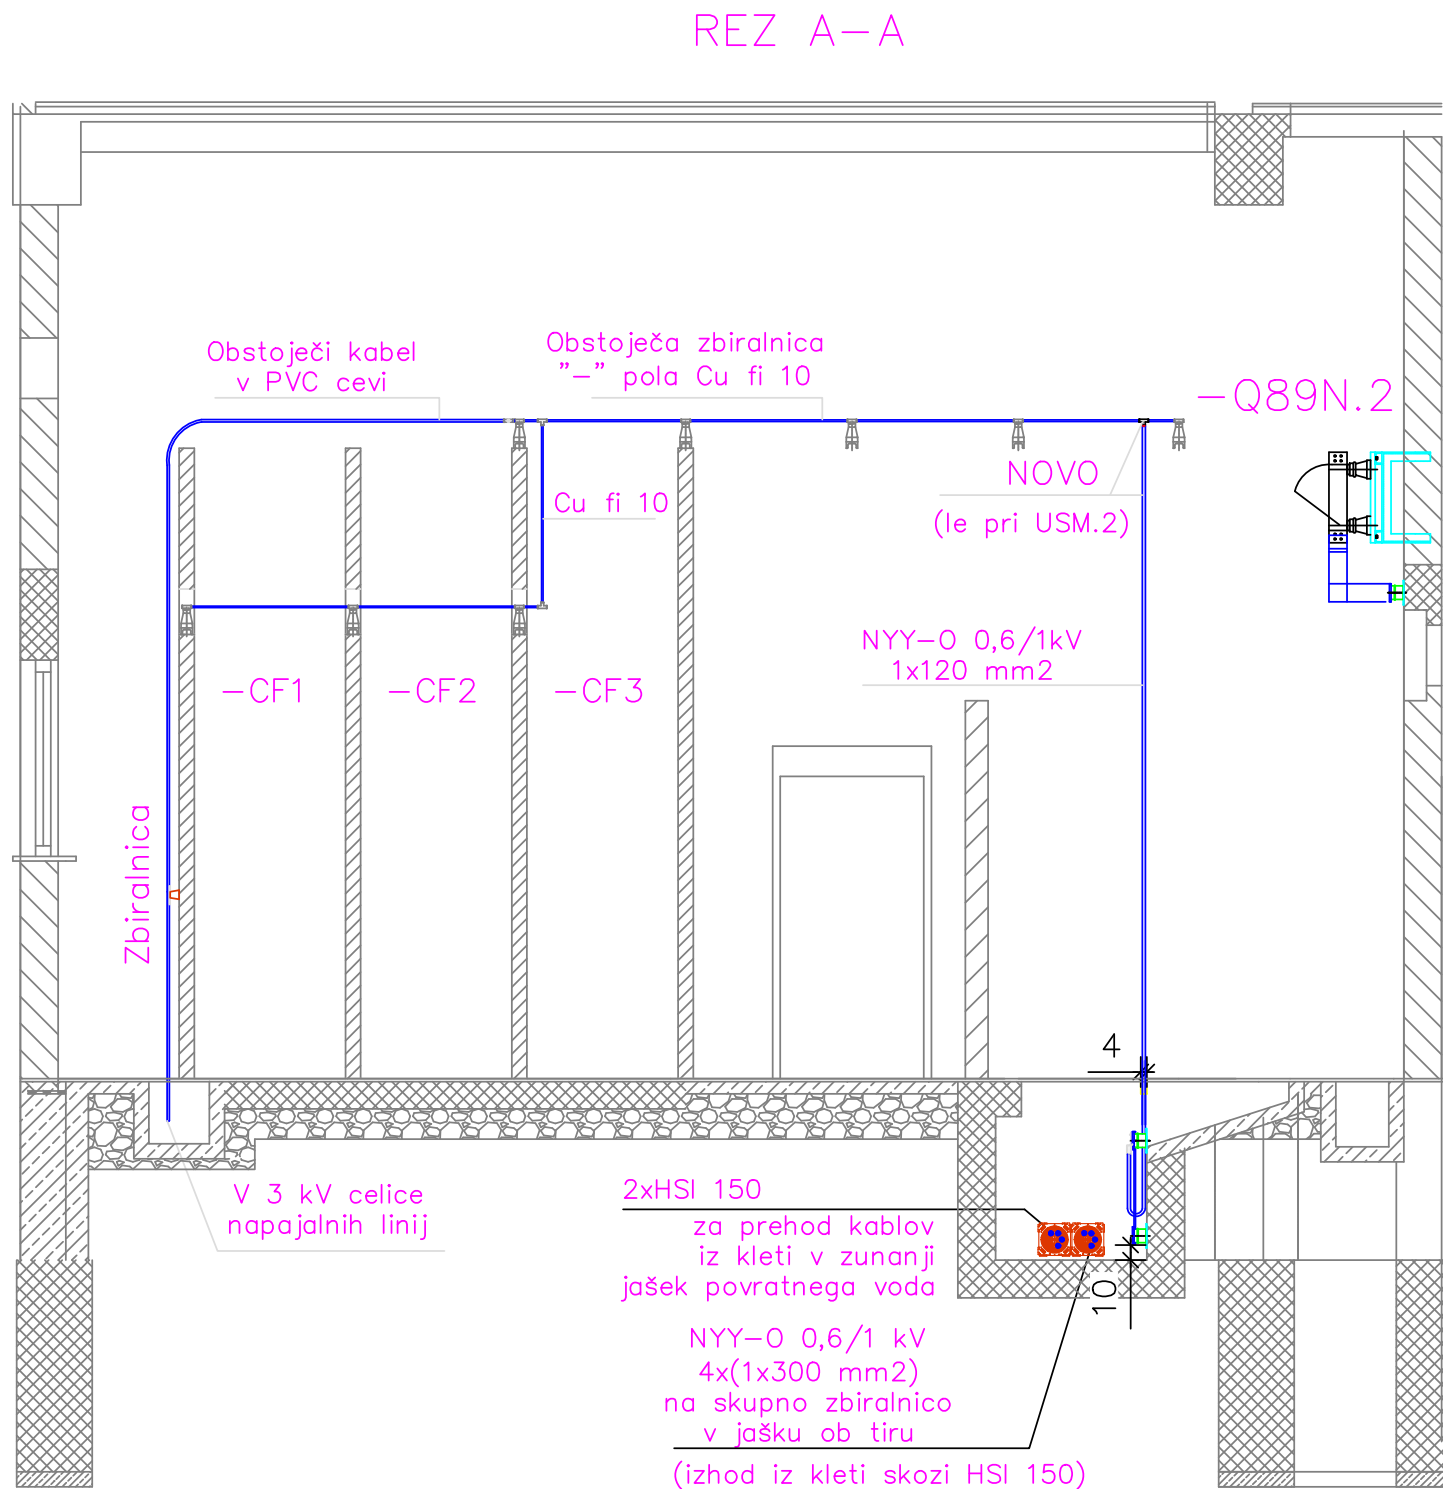 REZ A–A
Obstoječi kabel
v PVC cevi
Obstoječa zbiralnica
"–" pola Cu fi 10
–Q89N.2
NOVO
(le pri USM.2)
Cu fi 10
NYY–O 0,6/1kV
1x120 mm2
–CF1
–CF2
–CF3
Zbiralnica
4
V 3 kV celice
napajalnih linij
2xHSI 150
za prehod kablov
iz kleti v zunanji
jašek povratnega voda
10
NYY–O 0,6/1 kV
4x(1x300 mm2)
na skupno zbiralnico
v jašku ob tiru
(izhod iz kleti skozi HSI 150)